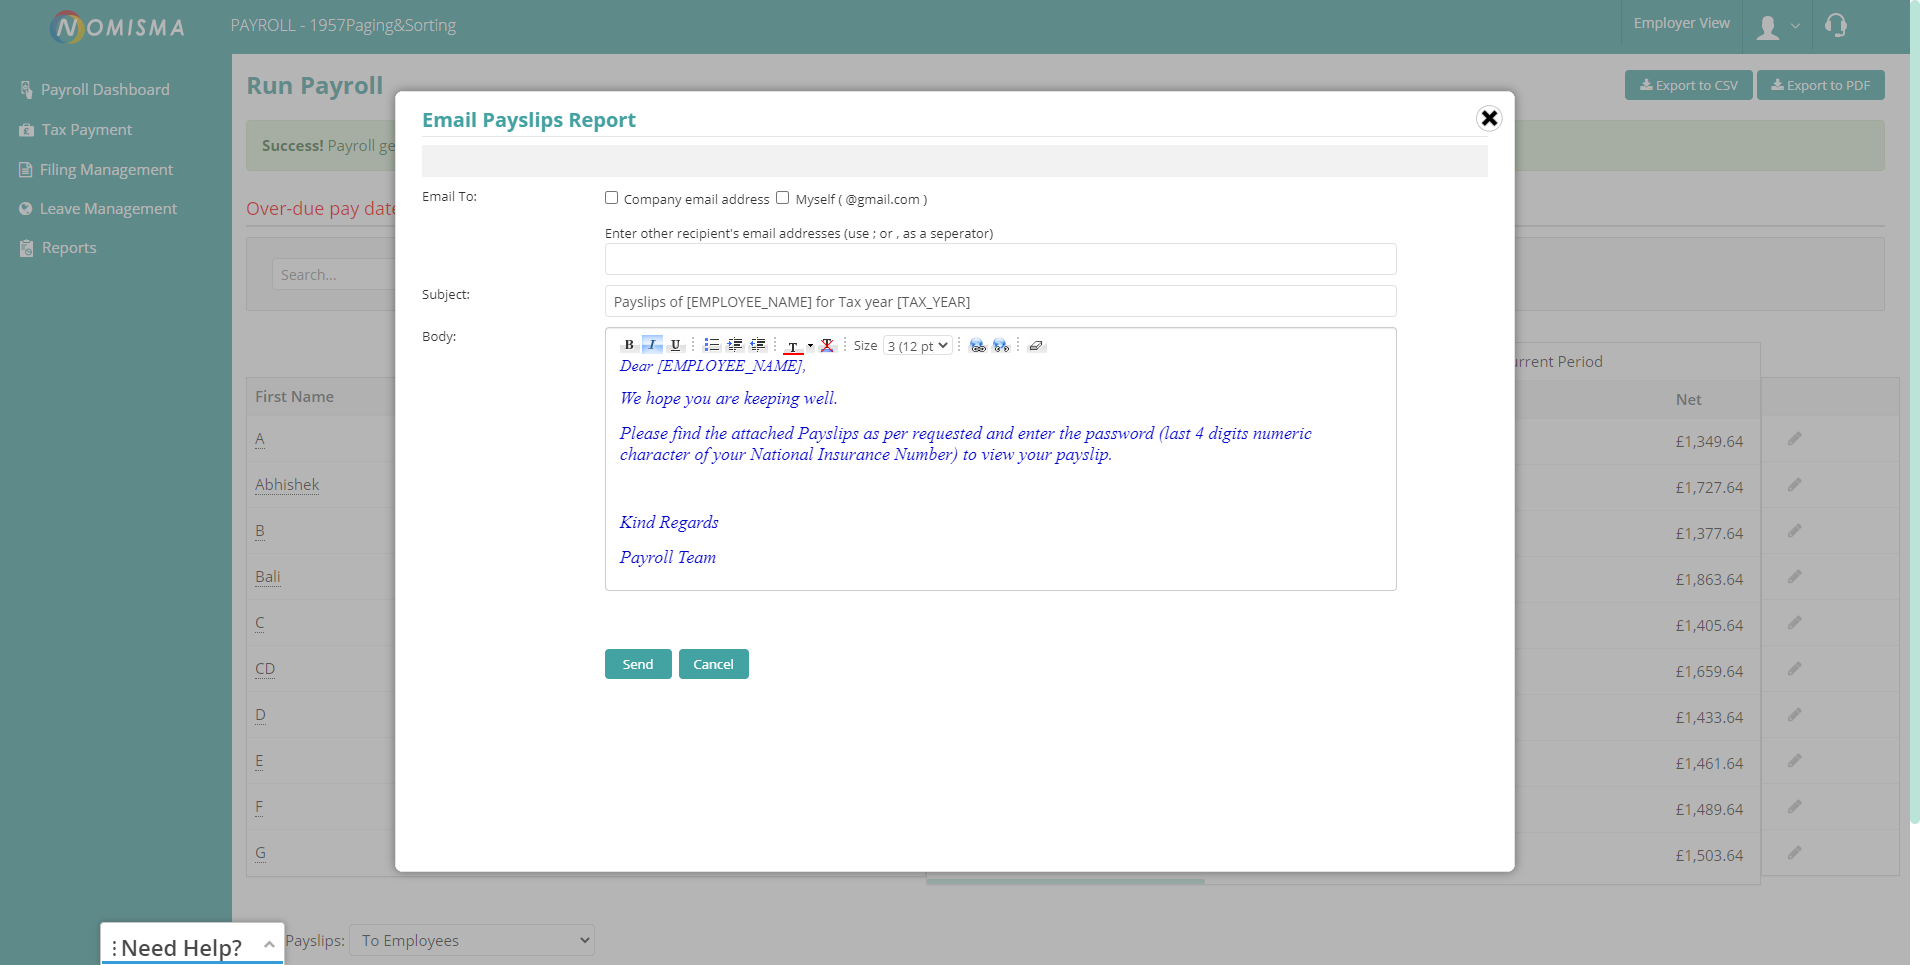 NOMISMA
PAYROLL - 1957Paging&Sorting
Employer View
Payroll Dashboard
Tax Payment
Filing Management
Leave Management
Reports
Run Payroll
Export to CSV
Export to PDF
Success! Payroll ge
Over-due pay date
Search...
Email Payslips Report
Email To:
Company email address
Myself ( @gmail.com )
Enter other recipient's email addresses (use ; or , as a seperator)
Subject:
Payslips of [EMPLOYEE_NAME] for Tax year [TAX_YEAR]
Body:
B I U T T Size 3 (12 pt
Dear [EMPLOYEE_NAME],
We hope you are keeping well.
Please find the attached Payslips as per requested and enter the password (last 4 digits numeric
character of your National Insurance Number) to view your payslip.
Kind Regards
Payroll Team
Send
Cancel
urrent Period
First Name
Net
A
£1,349.64
Abhishek
£1,727.64
B
£1,377.64
Bali
£1,863.64
C
£1,405.64
CD
£1,659.64
D
£1,433.64
E
£1,461.64
F
£1,489.64
G
£1,503.64
Need Help?
Payslips:
To Employees